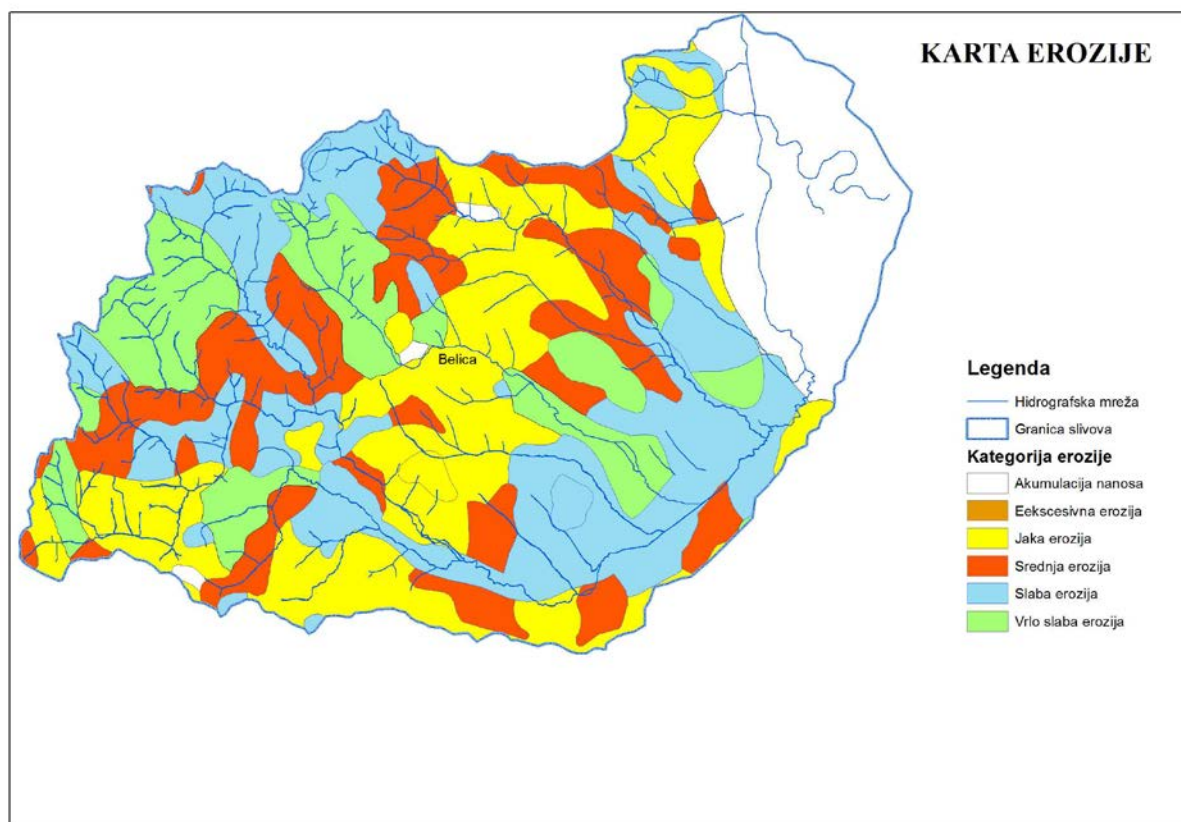 KARTA EROZIJE
Belica
Legenda
Hidrografska mreža
Granica slivova
Kategorija erozije
Akumulacija nanosa
Eekscesivna erozija
Jaka erozija
Srednja erozija
Slaba erozija
Vrlo slaba erozija